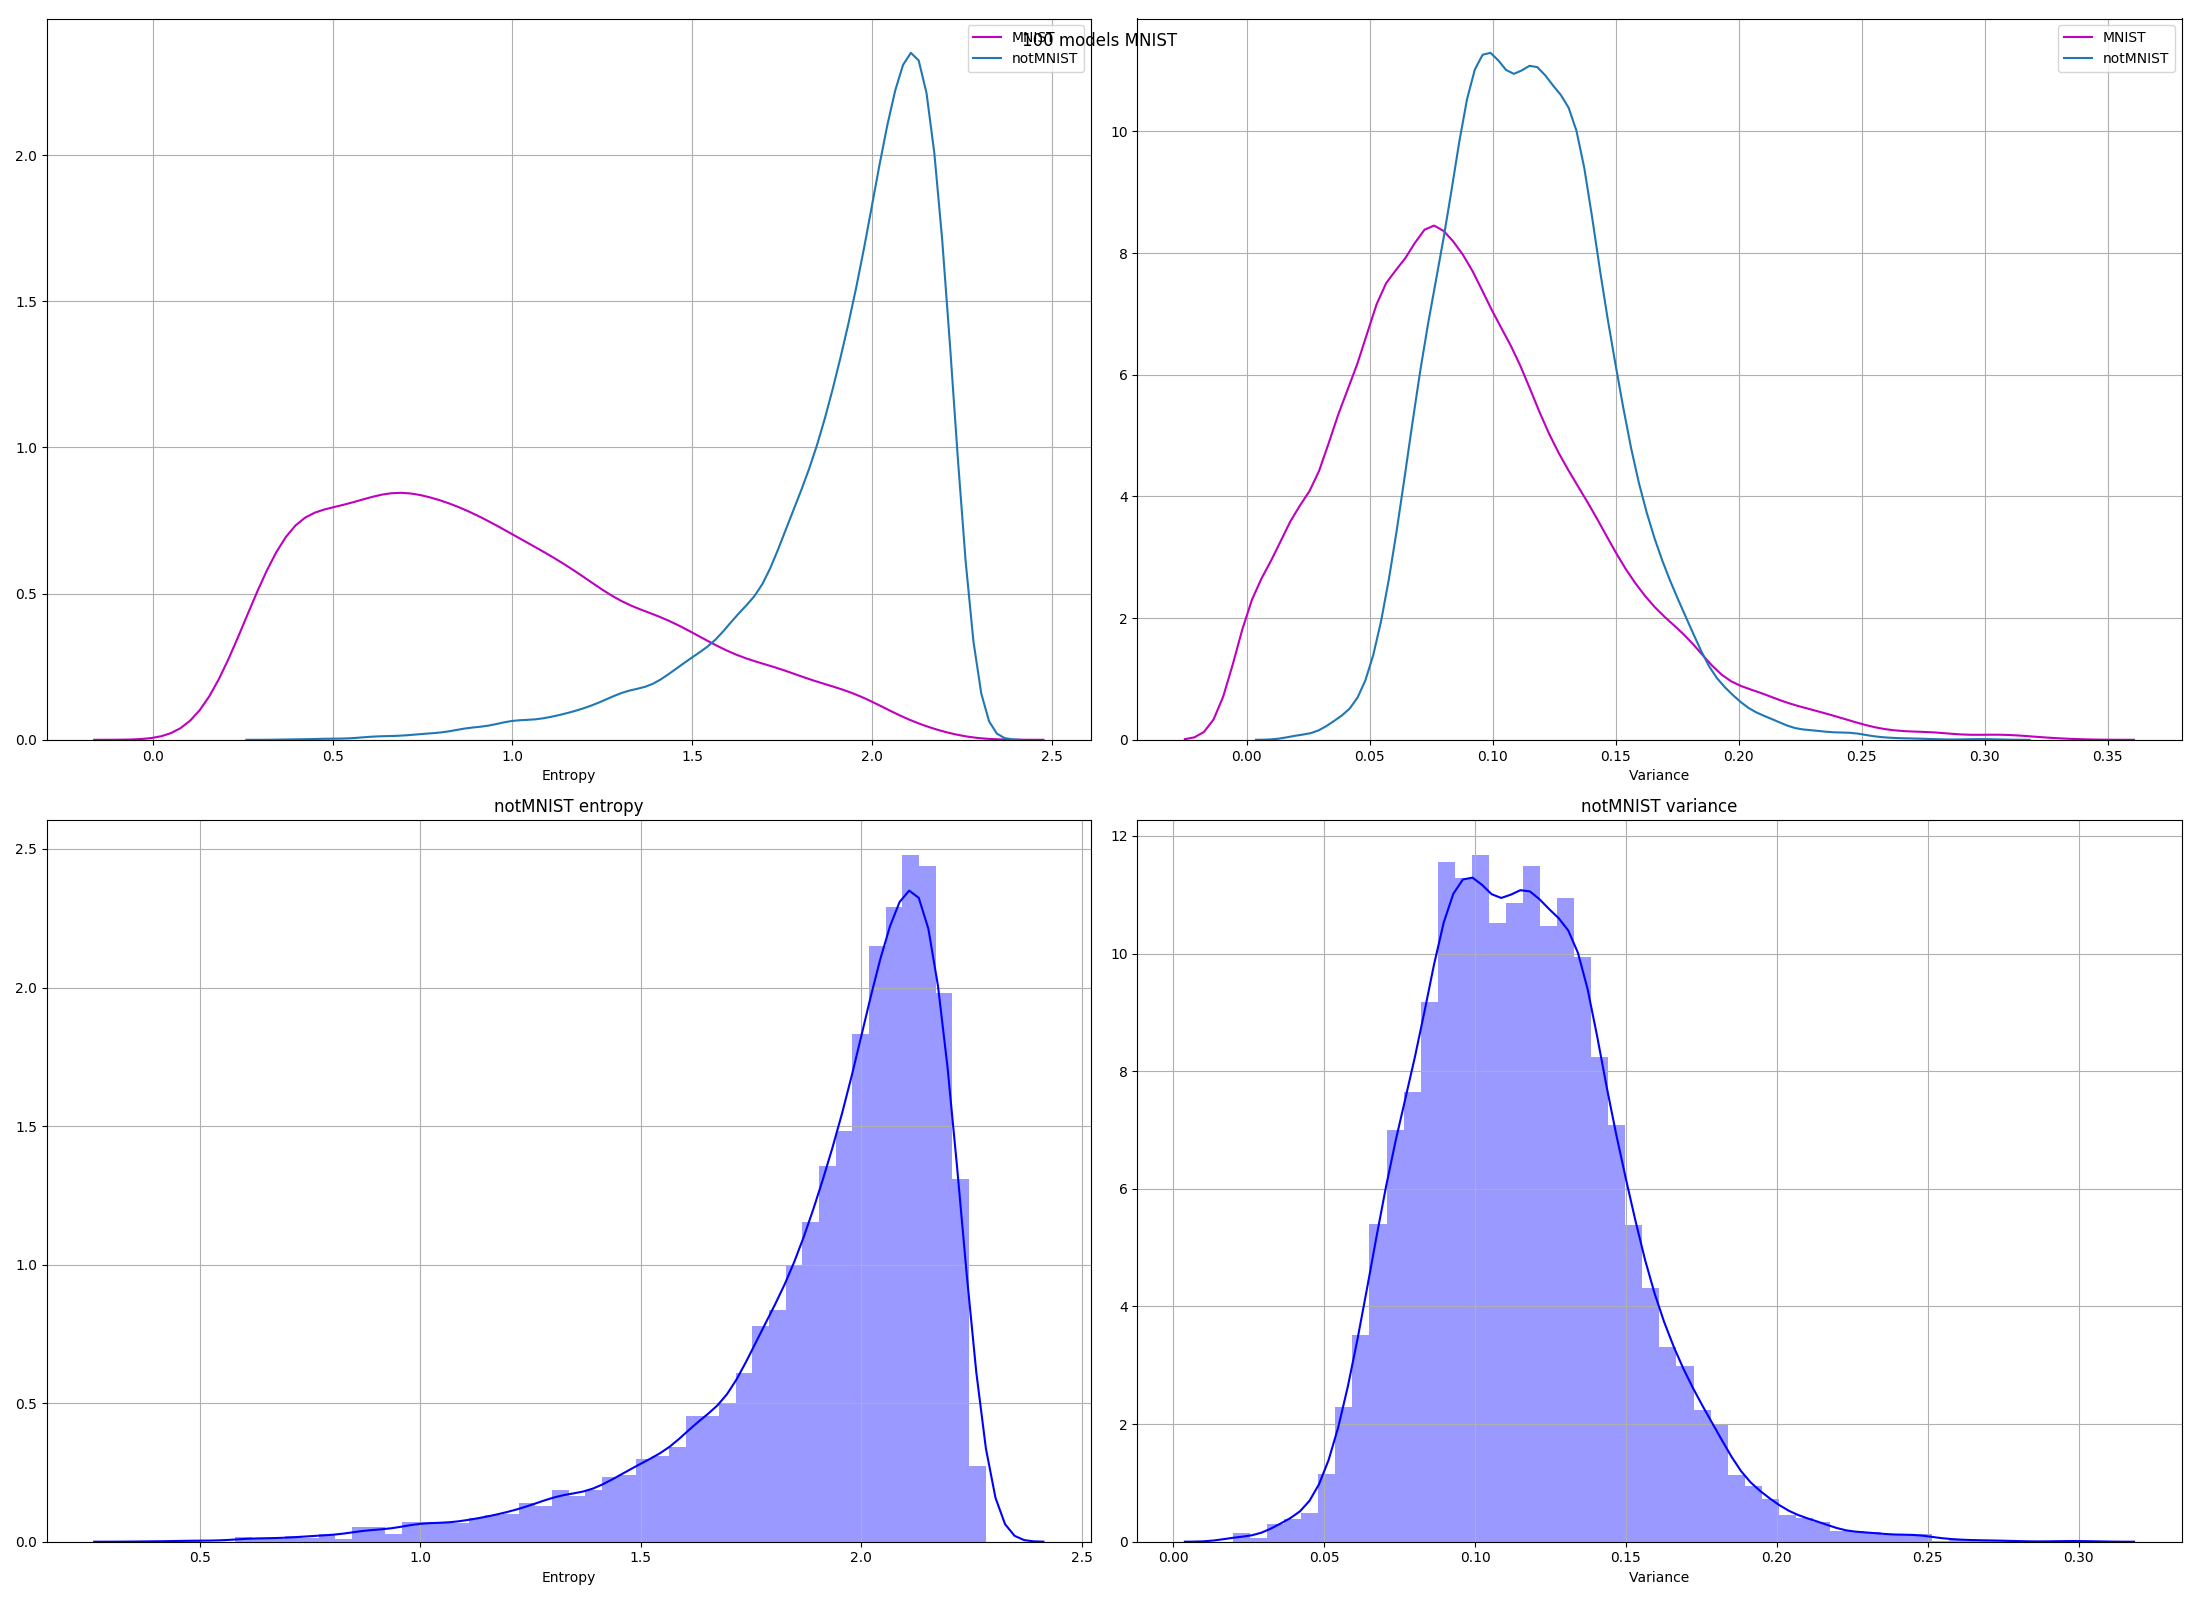 100 models MNIST
MNIST
notMNIST
2.0
1.5
1.0
0.5
0.0
0.0 0.5 1.0 1.5 2.0 2.5
Entropy
MNIST
notMNIST
10
8
6
4
2
0
0.00 0.05 0.10 0.15 0.20 0.25 0.30 0.35
Variance
notMNIST entropy
2.5
2.0
1.5
1.0
0.5
0.0
0.5 1.0 1.5 2.0 2.5
Entropy
notMNIST variance
12
10
8
6
4
2
0
0.00 0.05 0.10 0.15 0.20 0.25 0.30
Variance